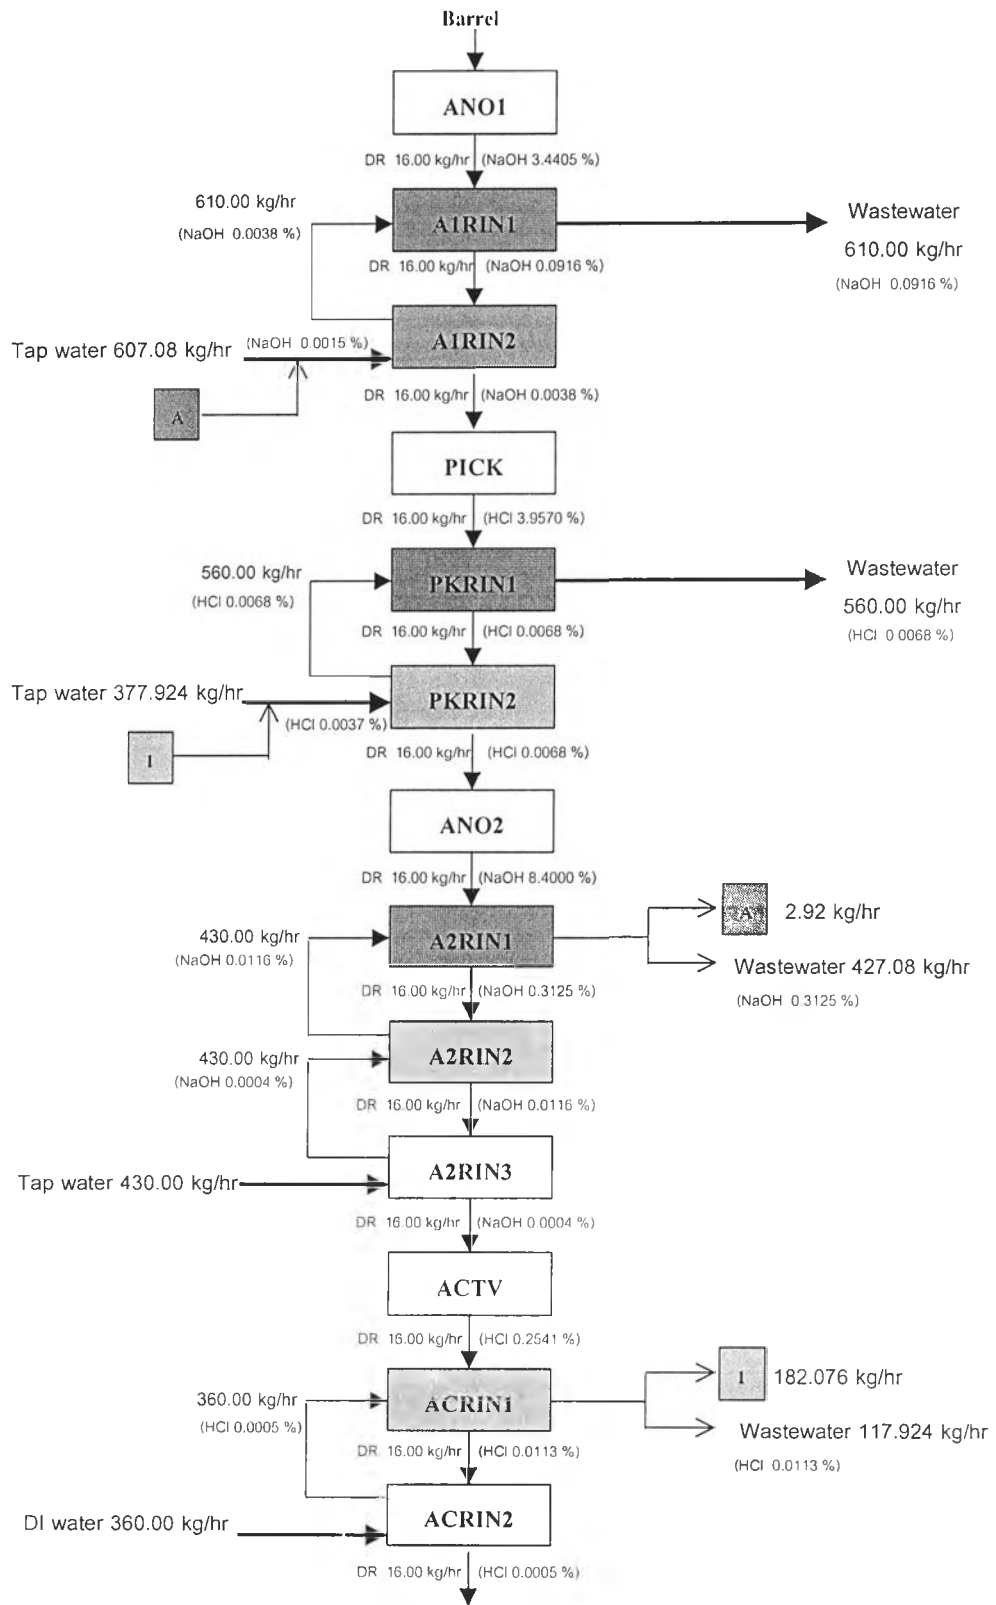 Barrel
ANO1
DR 16.00 kg/hr (NaOH 3.4405 %)
610.00 kg/hr
(NaOH 0.0038 %)
A1RIN1
Wastewater
610.00 kg/hr
(NaOH 0.0916 %)
DR 16.00 kg/hr (NaOH 0.0916 %)
A1RIN2
Tap water 607.08 kg/hr
(NaOH 0.0015 %)
A
DR 16.00 kg/hr (NaOH 0.0038 %)
PICK
DR 16.00 kg/hr (HCl 3.9570 %)
560.00 kg/hr
(HCl 0.0068 %)
PKRIN1
Wastewater
560.00 kg/hr
(HCl 0.0068 %)
DR 16.00 kg/hr (HCl 0.0068 %)
PKRIN2
Tap water 377.924 kg/hr
(HCl 0.0037 %)
1
DR 16.00 kg/hr (HCl 0.0068 %)
ANO2
DR 16.00 kg/hr (NaOH 8.4000 %)
430.00 kg/hr
(NaOH 0.0116 %)
A2RIN1
A 2.92 kg/hr
Wastewater 427.08 kg/hr
(NaOH 0.3125 %)
DR 16.00 kg/hr (NaOH 0.3125 %)
A2RIN2
430.00 kg/hr
(NaOH 0.0004 %)
DR 16.00 kg/hr (NaOH 0.0116 %)
A2RIN3
Tap water 430.00 kg/hr
DR 16.00 kg/hr (NaOH 0.0004 %)
ACTV
DR 16.00 kg/hr (HCl 0.2541 %)
360.00 kg/hr
(HCl 0.0005 %)
ACRIN1
1 182.076 kg/hr
Wastewater 117.924 kg/hr
(HCl 0.0113 %)
DR 16.00 kg/hr (HCl 0.0113 %)
ACRIN2
DI water 360.00 kg/hr
DR 16.00 kg/hr (HCl 0.0005 %)